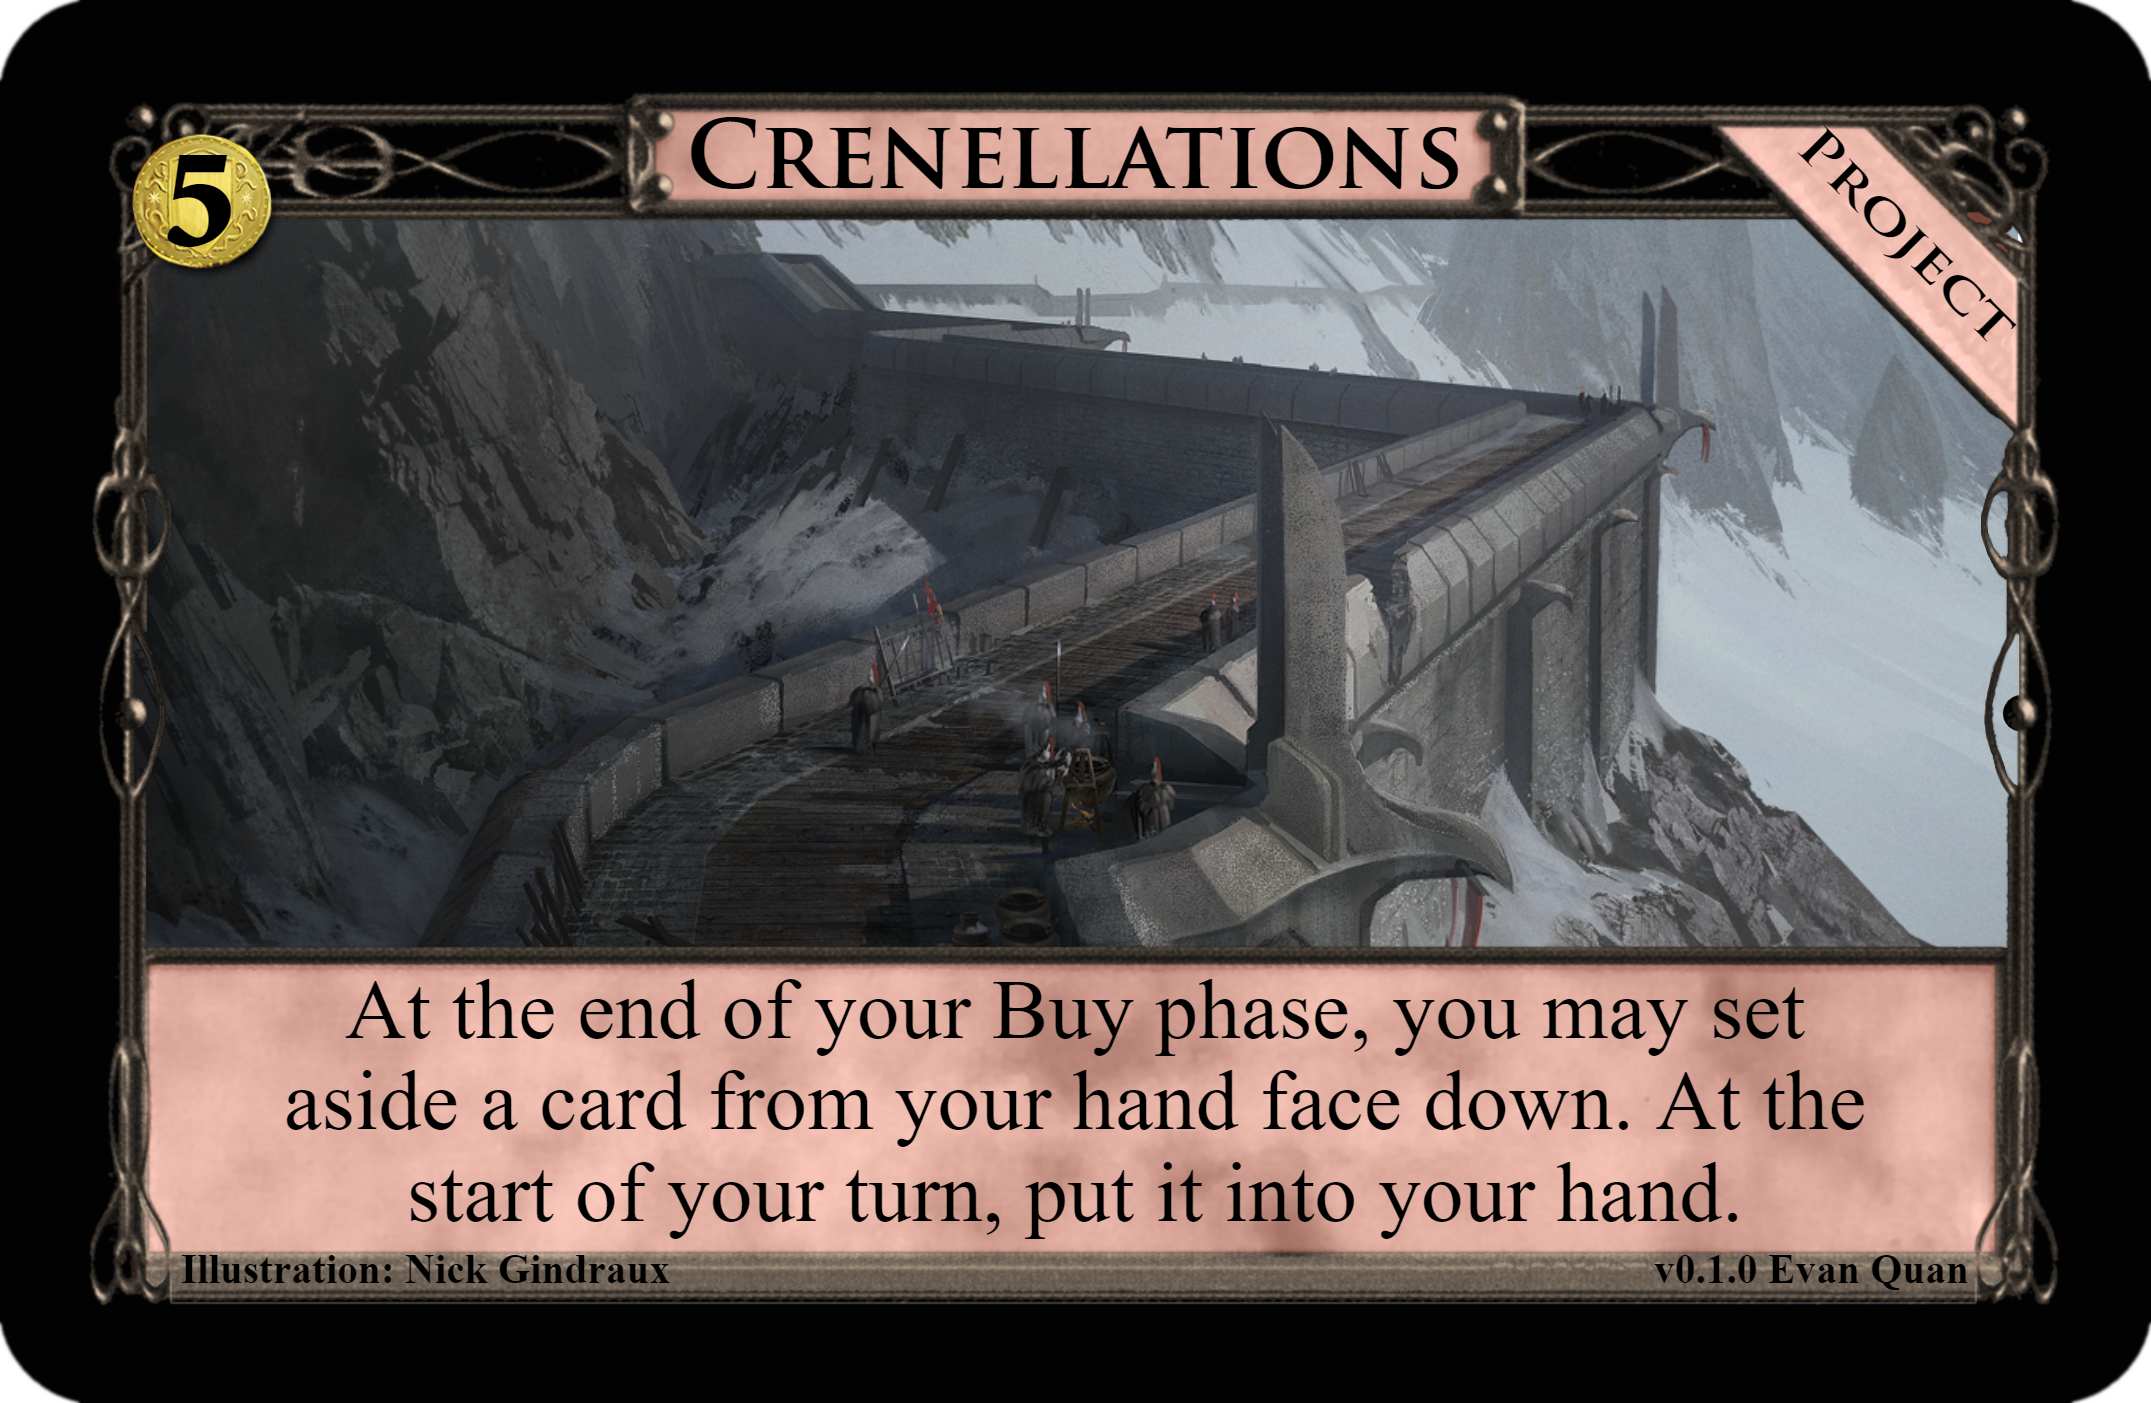 5
CRENELLATIONS
PROJECT
At the end of your Buy phase, you may set
aside a card from your hand face down. At the
start of your turn, put it into your hand.
Illustration: Nick Gindraux
v0.1.0 Evan Quan